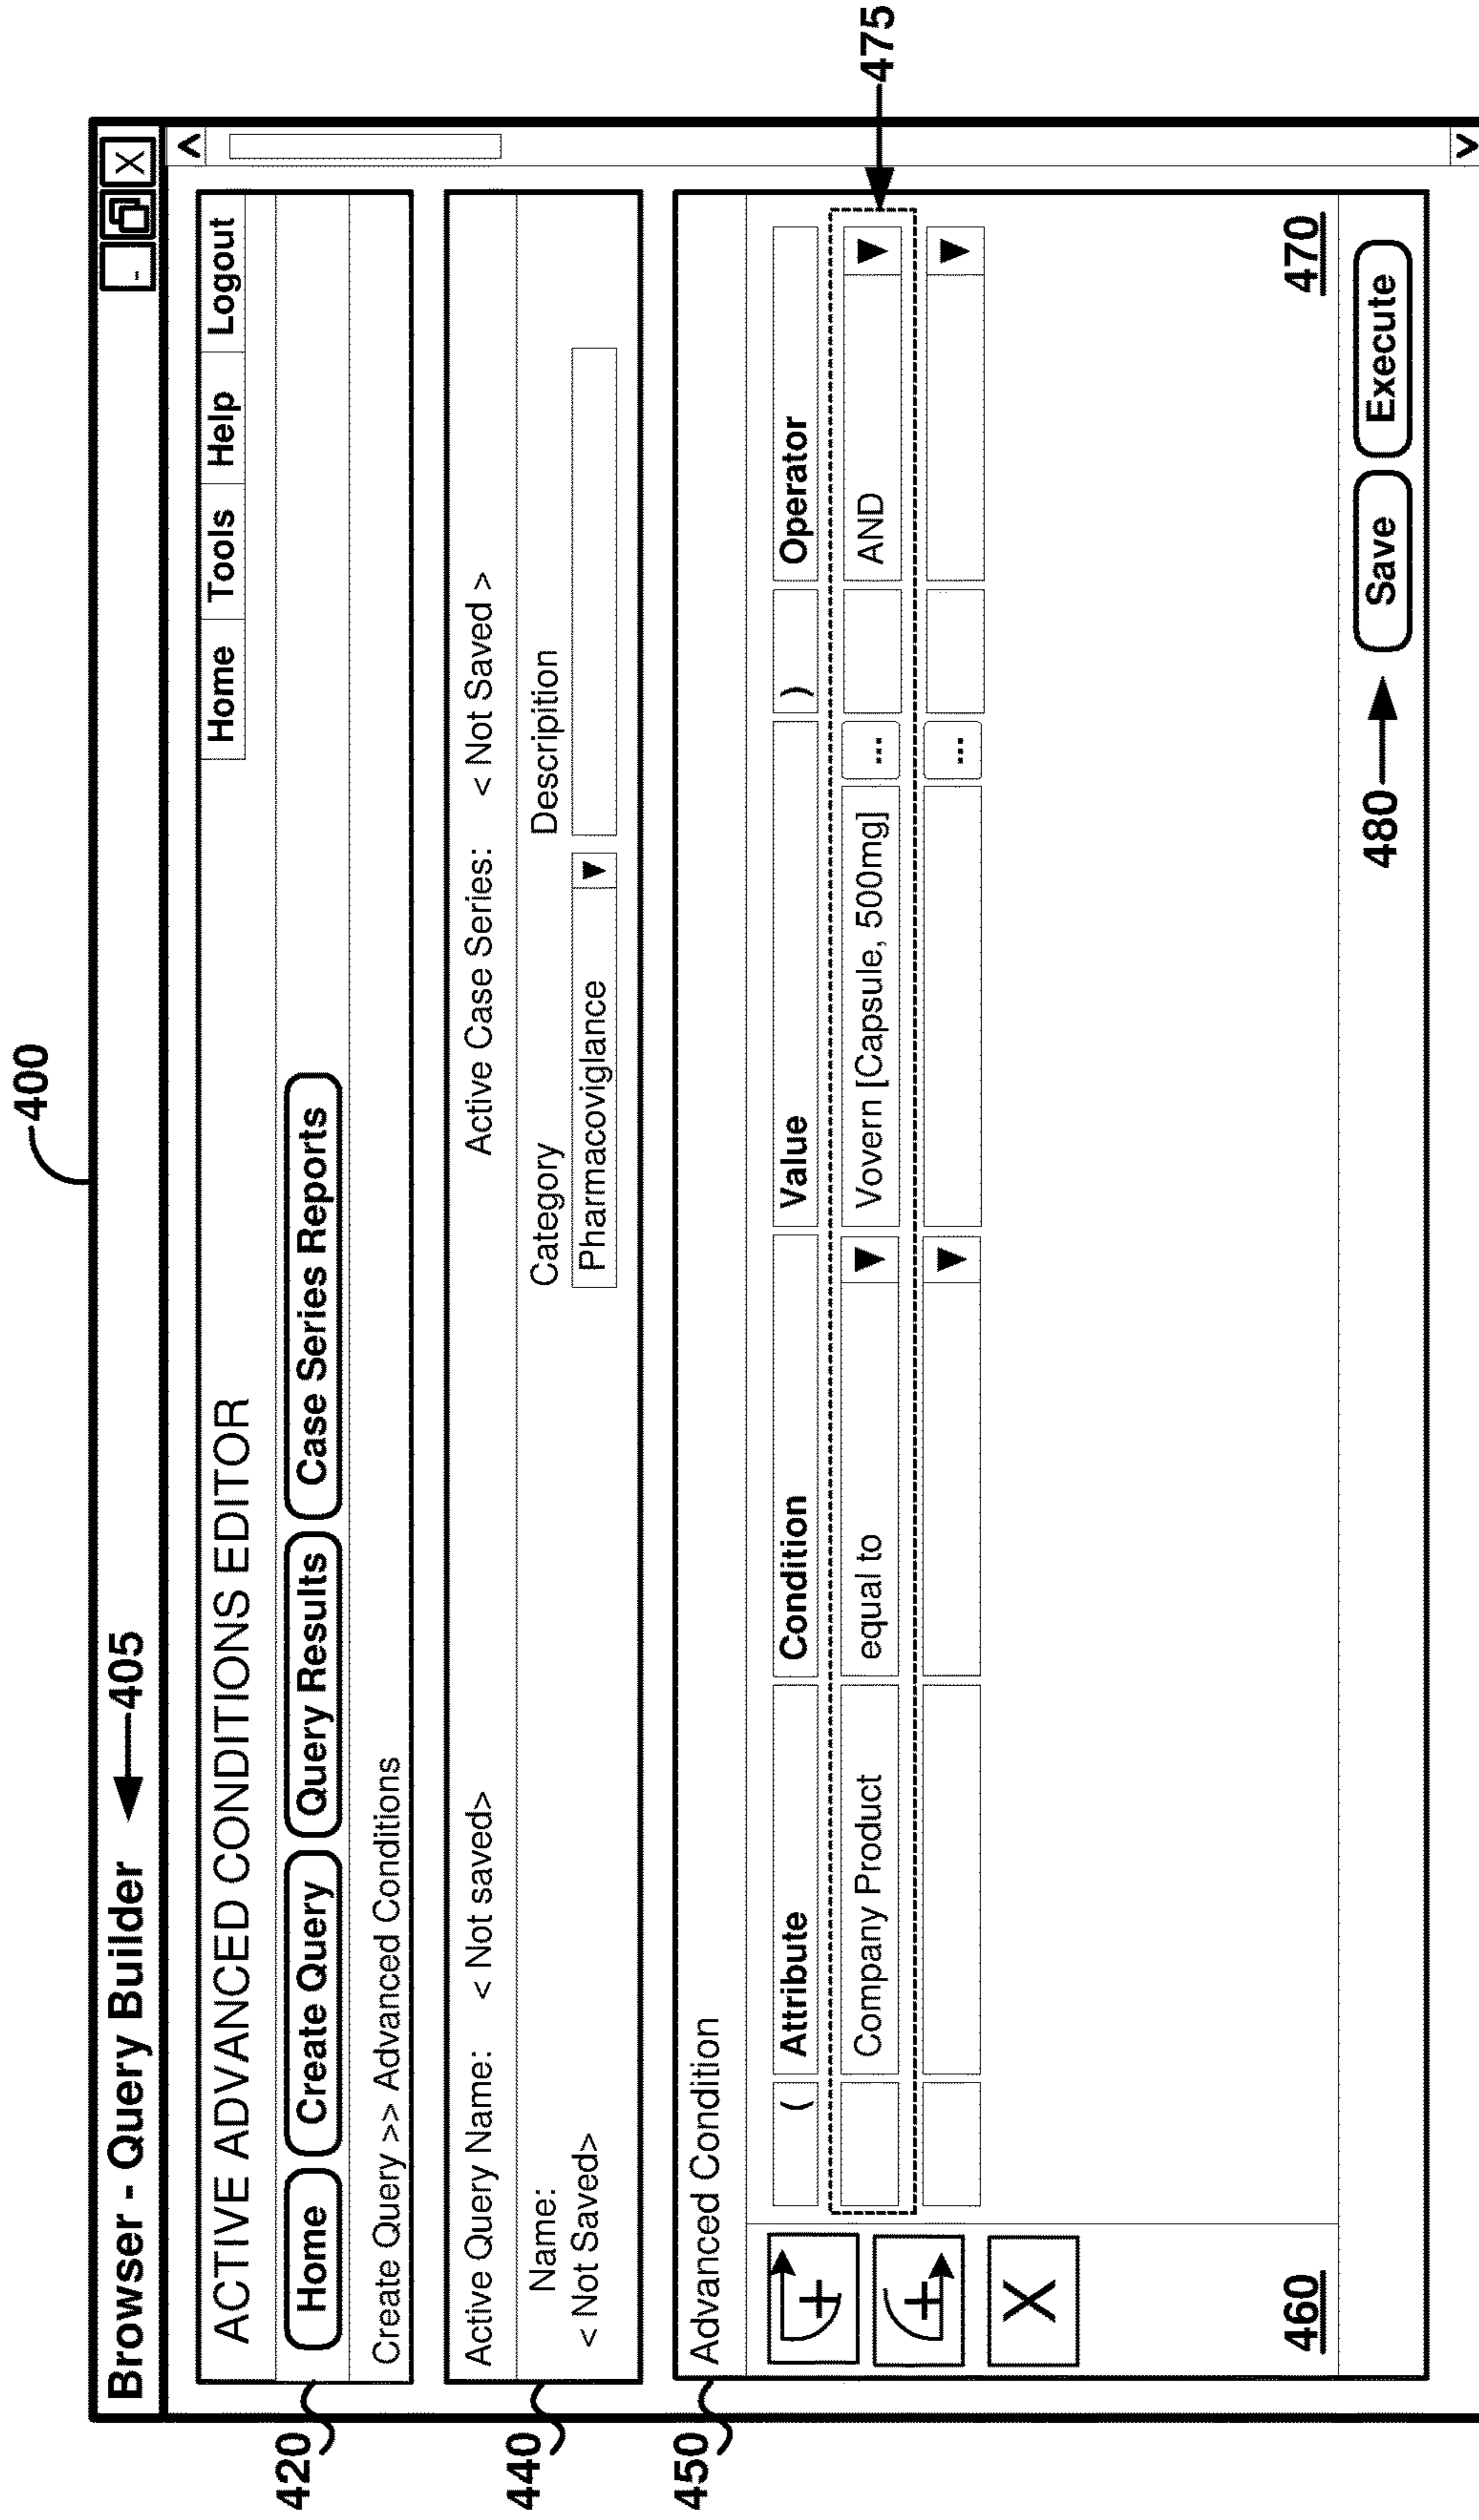 400
Browser - Query Builder 405
- X
ACTIVE ADVANCED CONDITIONS EDITOR Home Tools Help Logout
420 Home Create Query Query Results Case Series Reports
Create Query >> Advanced Conditions
440 Active Query Name: < Not saved> Active Case Series: < Not Saved >
Name: Category Descripition
< Not Saved> Pharmacoviglance
450 Advanced Condition
( Attribute Condition Value ) Operator
Company Product equal to Vovern [Capsule, 500mg] ... AND 475
...
X
460 470
480 Save Execute